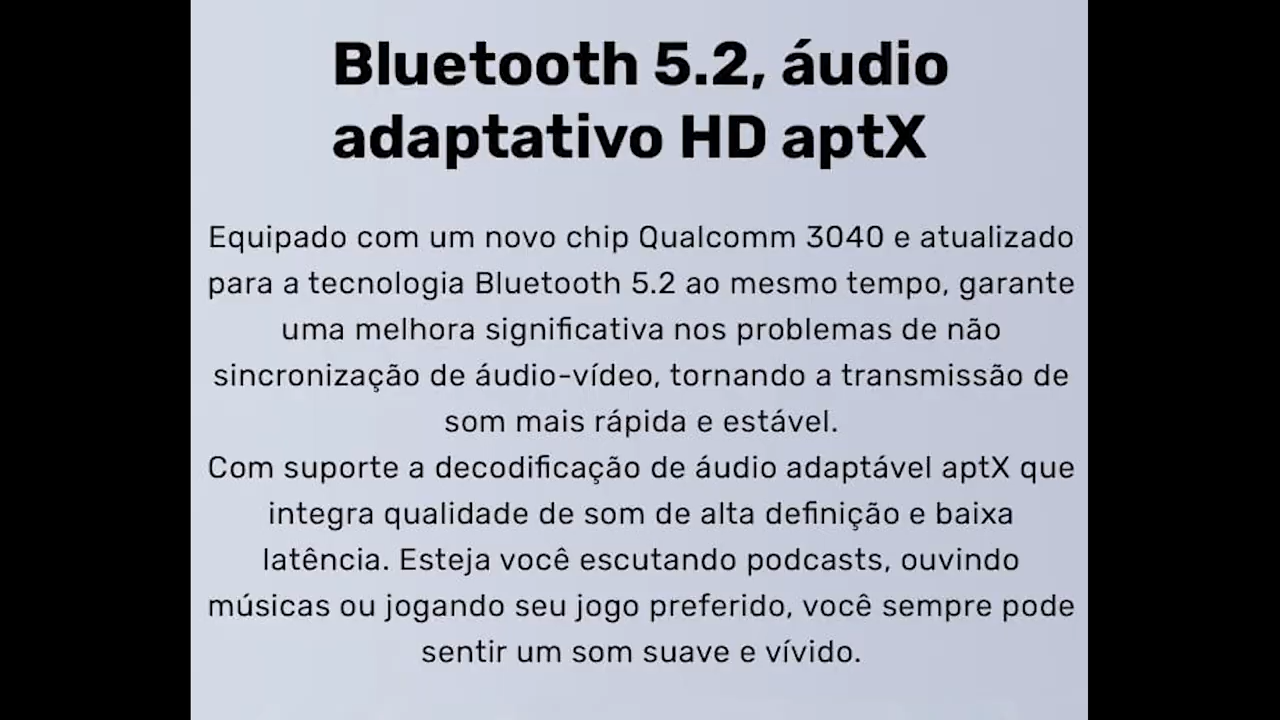 Bluetooth 5.2, áudio
adaptativo HD aptX
Equipado com um novo chip Qualcomm 3040 e atualizado
para a tecnologia Bluetooth 5.2 ao mesmo tempo, garante
uma melhora significativa nos problemas de não
sincronização de áudio-vídeo, tornando a transmissão de
som mais rápida e estável.
Com suporte a decodificação de áudio adaptável aptX que
integra qualidade de som de alta definição e baixa
latência. Esteja você escutando podcasts, ouvindo
músicas ou jogando seu jogo preferido, você sempre pode
sentir um som suave e vívido.